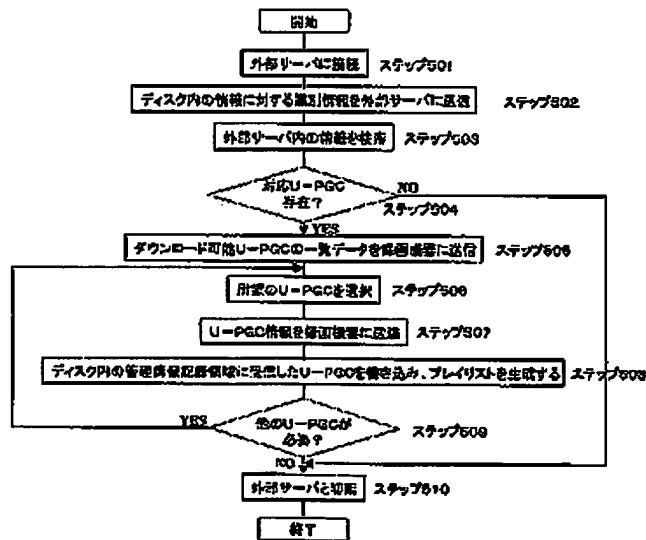 開始
外部サーバに接続 ステップ501
ディスク内の情報に対する識別情報を外部サーバに送信 ステップ502
外部サーバ内の情報を検索 ステップ503
対応U-PGC
存在？
NO
ステップ504
YES
ダウンロード可能U-PGCの一覧データを録画機器に送信 ステップ505
所望のU-PGCを選択 ステップ506
U-PGC情報を録画機器に送信 ステップ507
ディスク内の管理情報記録領域に受信したU-PGCを書き込み、プレイリストを生成する ステップ508
YES
他のU-PGCが
必要？
ステップ509
NO
外部サーバと切断 ステップ510
終了